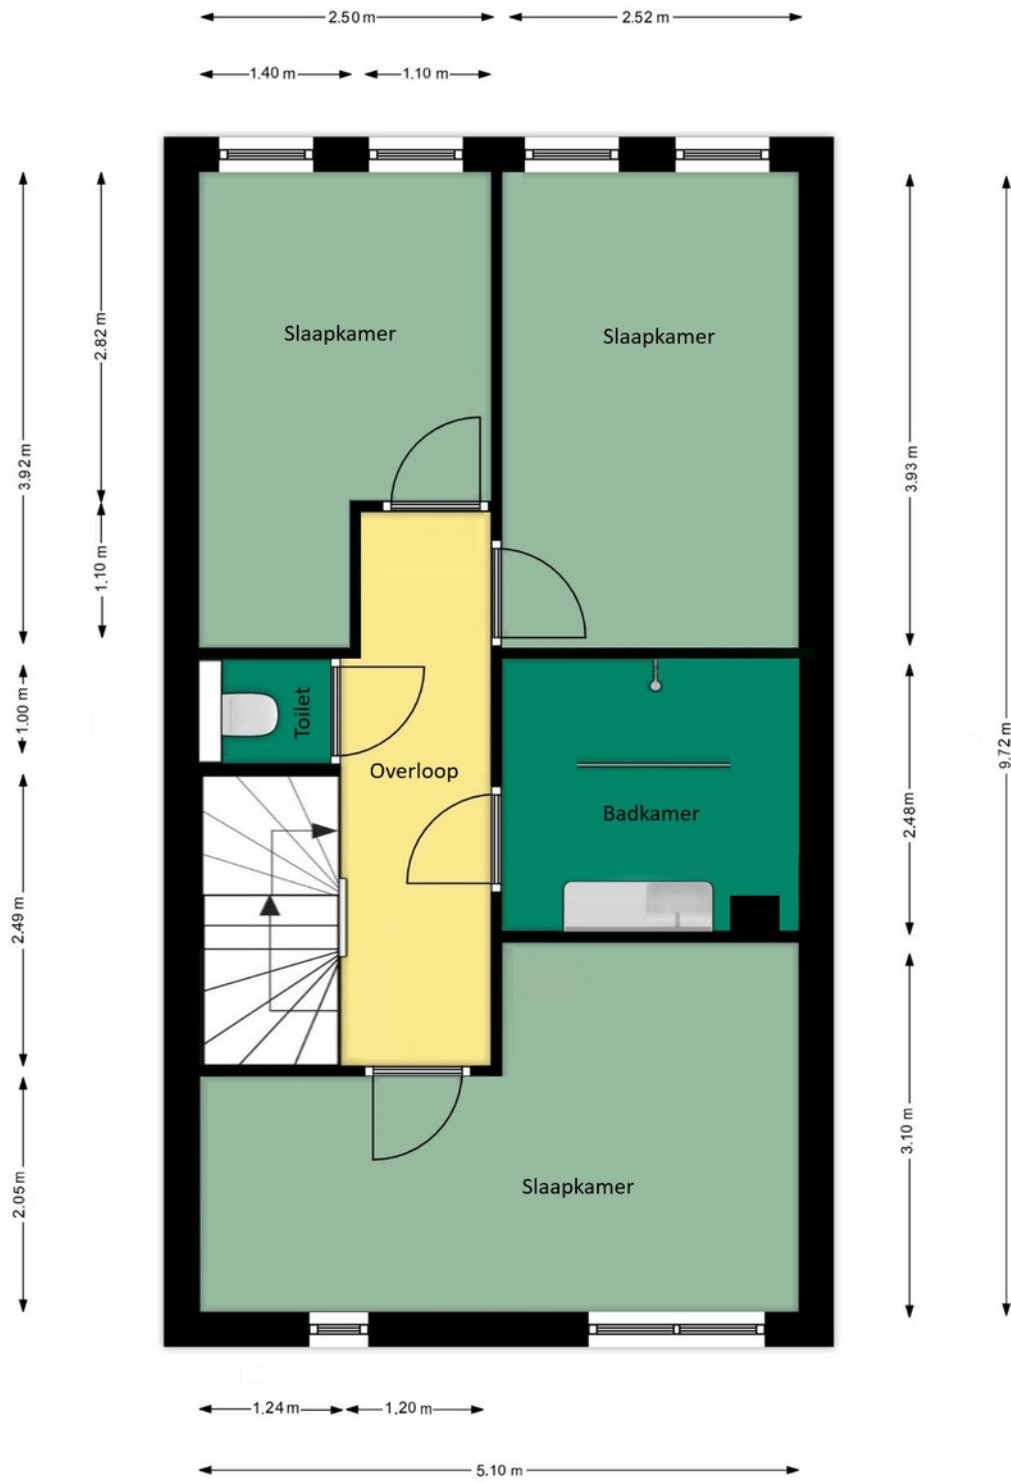 2.50 m
2.52 m
1.40 m
1.10 m
Slaapkamer
Slaapkamer
2.82 m
3.92 m
3.93 m
1.10 m
1.00 m
Toilet
9.72 m
Overloop
Badkamer
2.48 m
2.49 m
3.10 m
2.05 m
Slaapkamer
1.24 m
1.20 m
5.10 m